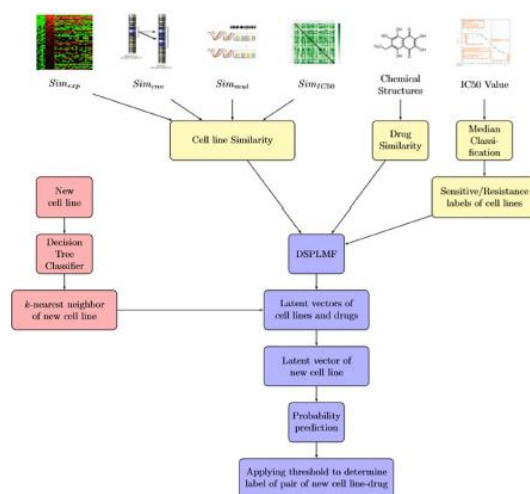 Sim_exp
Sim_cnv
Sim_mut
Sim_IC50
Chemical
Structures
IC50 Value
Cell line Similarity
Drug
Similarity
Median
Classi-
fication
Sensitive/Resistance
labels of cell lines
New
cell line
Decision
Tree
Classifier
k-nearest neighbor
of new cell line
DSPLMF
Latent vectors of
cell lines and drugs
Latent vector of
new cell line
Probability
prediction
Applying threshold to determine
label of pair of new cell line-drug